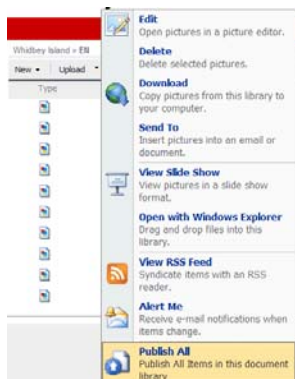 Whidbey Island > EN
New Upload
Type
Edit
Open pictures in a picture editor.
Delete
Delete selected pictures.
Download
Copy pictures from this library to
your computer.
Send To
Insert pictures into an email or
document.
View Slide Show
View pictures in a slide show
format.
Open with Windows Explorer
Drag and drop files into this
library.
View RSS Feed
Syndicate items with an RSS
reader.
Alert Me
Receive e-mail notifications when
items change.
Publish All
Publish All Items in this document
library